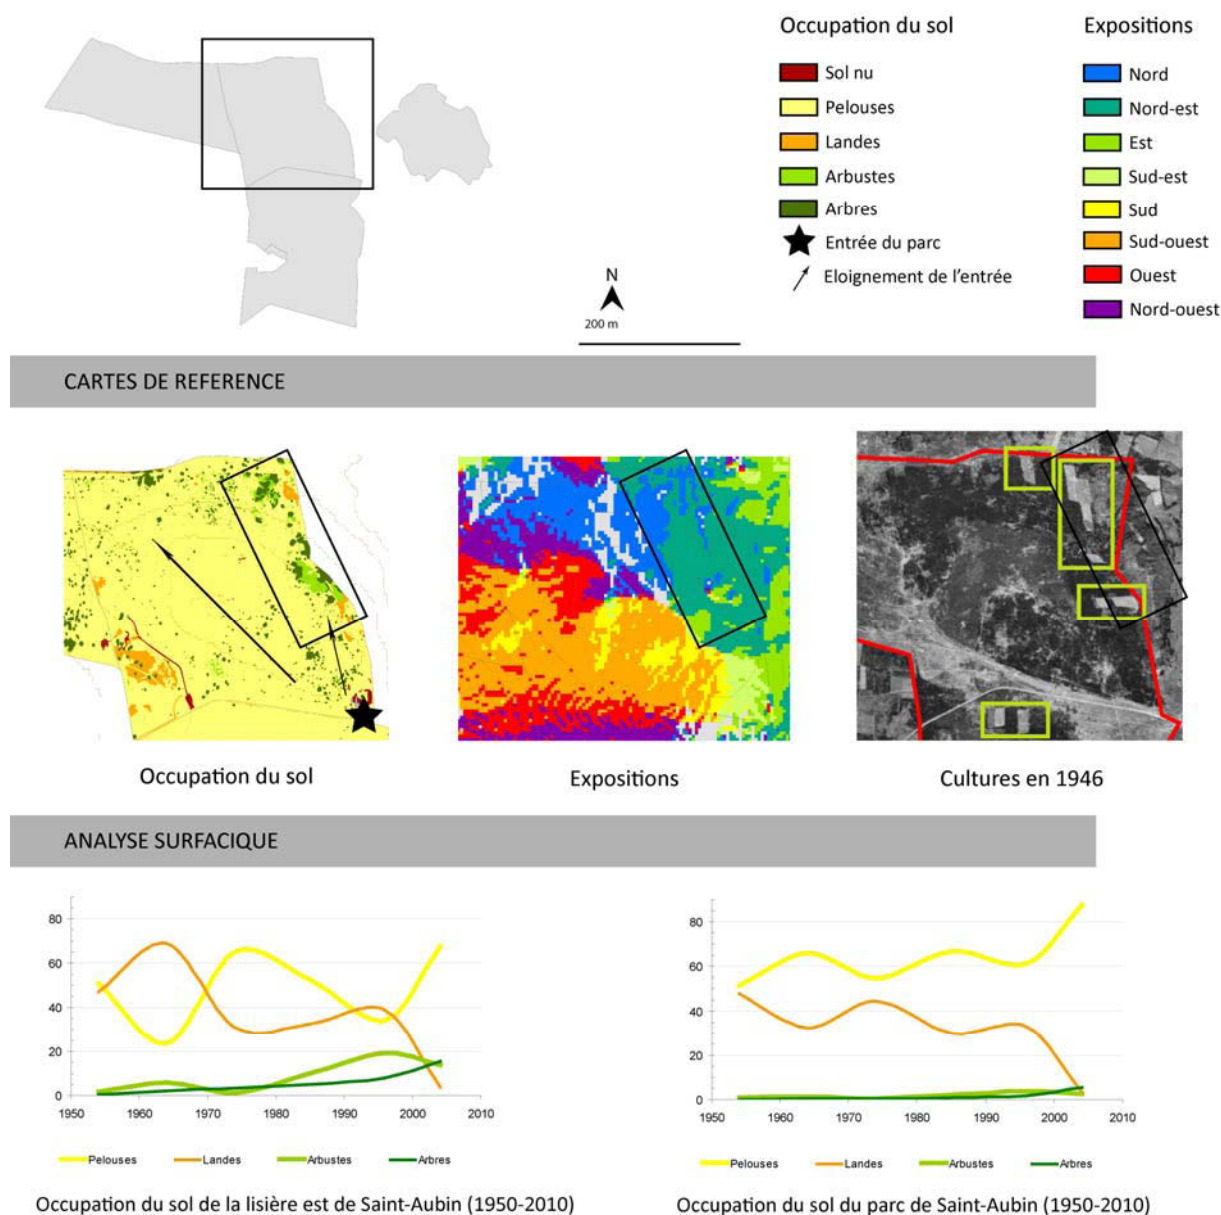 Occupation du sol
Sol nu
Pelouses
Landes
Arbustes
Arbres
Entrée du parc
Eloignement de l'entrée
Expositions
Nord
Nord-est
Est
Sud-est
Sud
Sud-ouest
Ouest
Nord-ouest
N
200 m
CARTES DE REFERENCE
Occupation du sol
Expositions
Cultures en 1946
ANALYSE SURFACIQUE
80
60
40
20
0
1950 1960 1970 1980 1990 2000 2010
Pelouses Landes Arbustes Arbres
Occupation du sol de la lisière est de Saint-Aubin (1950-2010)
80
60
40
20
0
1950 1960 1970 1980 1990 2000 2010
Pelouses Landes Arbustes Arbres
Occupation du sol du parc de Saint-Aubin (1950-2010)